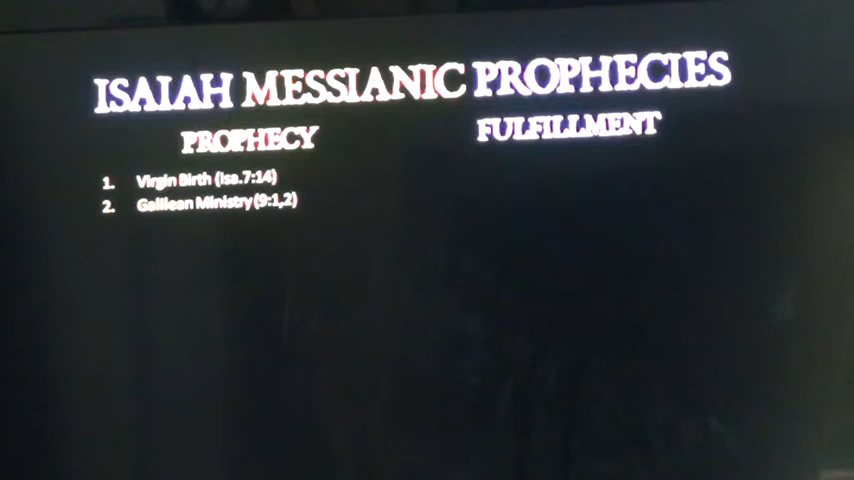 ISAIAH MESSIANIC PROPHECIES
PROPHECY FULFILLMENT
1. Virgin Birth (Isa.7:14)
2. Galilean Ministry (9:1,2)